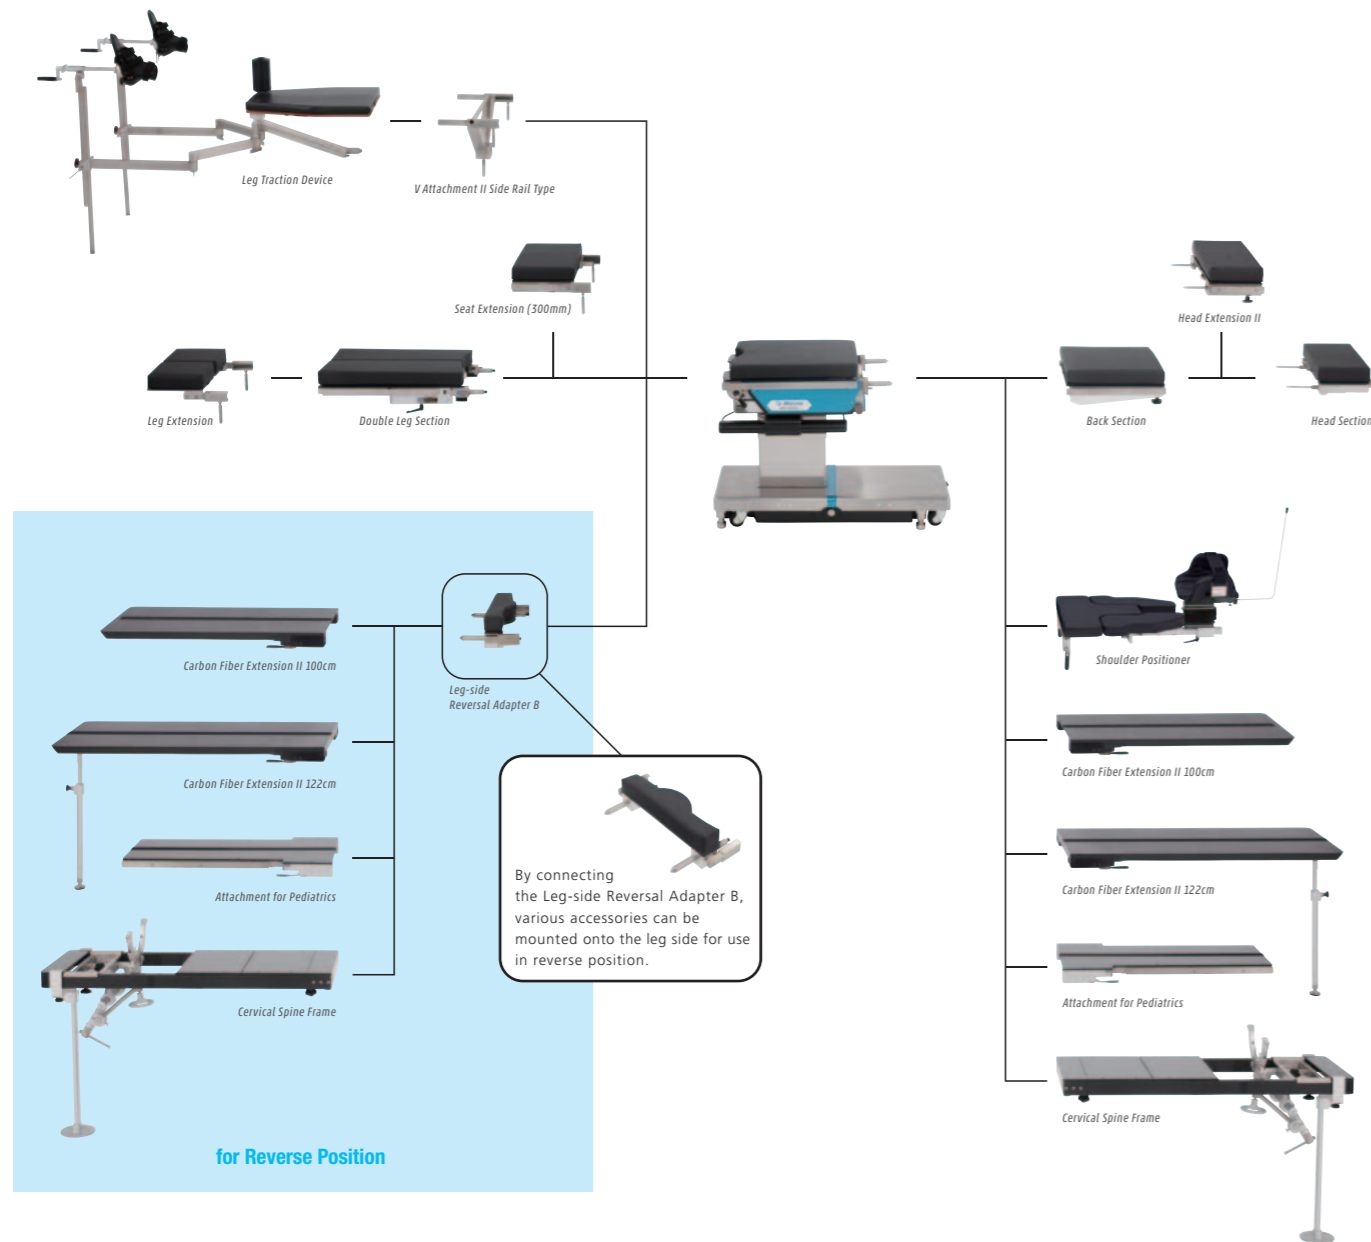 Leg Traction Device
V Attachment II Side Rail Type
Seat Extension (300mm)
Head Extension II
Leg Extension
Double Leg Section
Back Section
Head Section
Carbon Fiber Extension II 100cm
Leg-side
Reversal Adapter B
Shoulder Positioner
Carbon Fiber Extension II 122cm
Carbon Fiber Extension II 100cm
By connecting
the Leg-side Reversal Adapter B,
various accessories can be
mounted onto the leg side for use
in reverse position.
Attachment for Pediatrics
Carbon Fiber Extension II 122cm
Cervical Spine Frame
Attachment for Pediatrics
Cervical Spine Frame
for Reverse Position